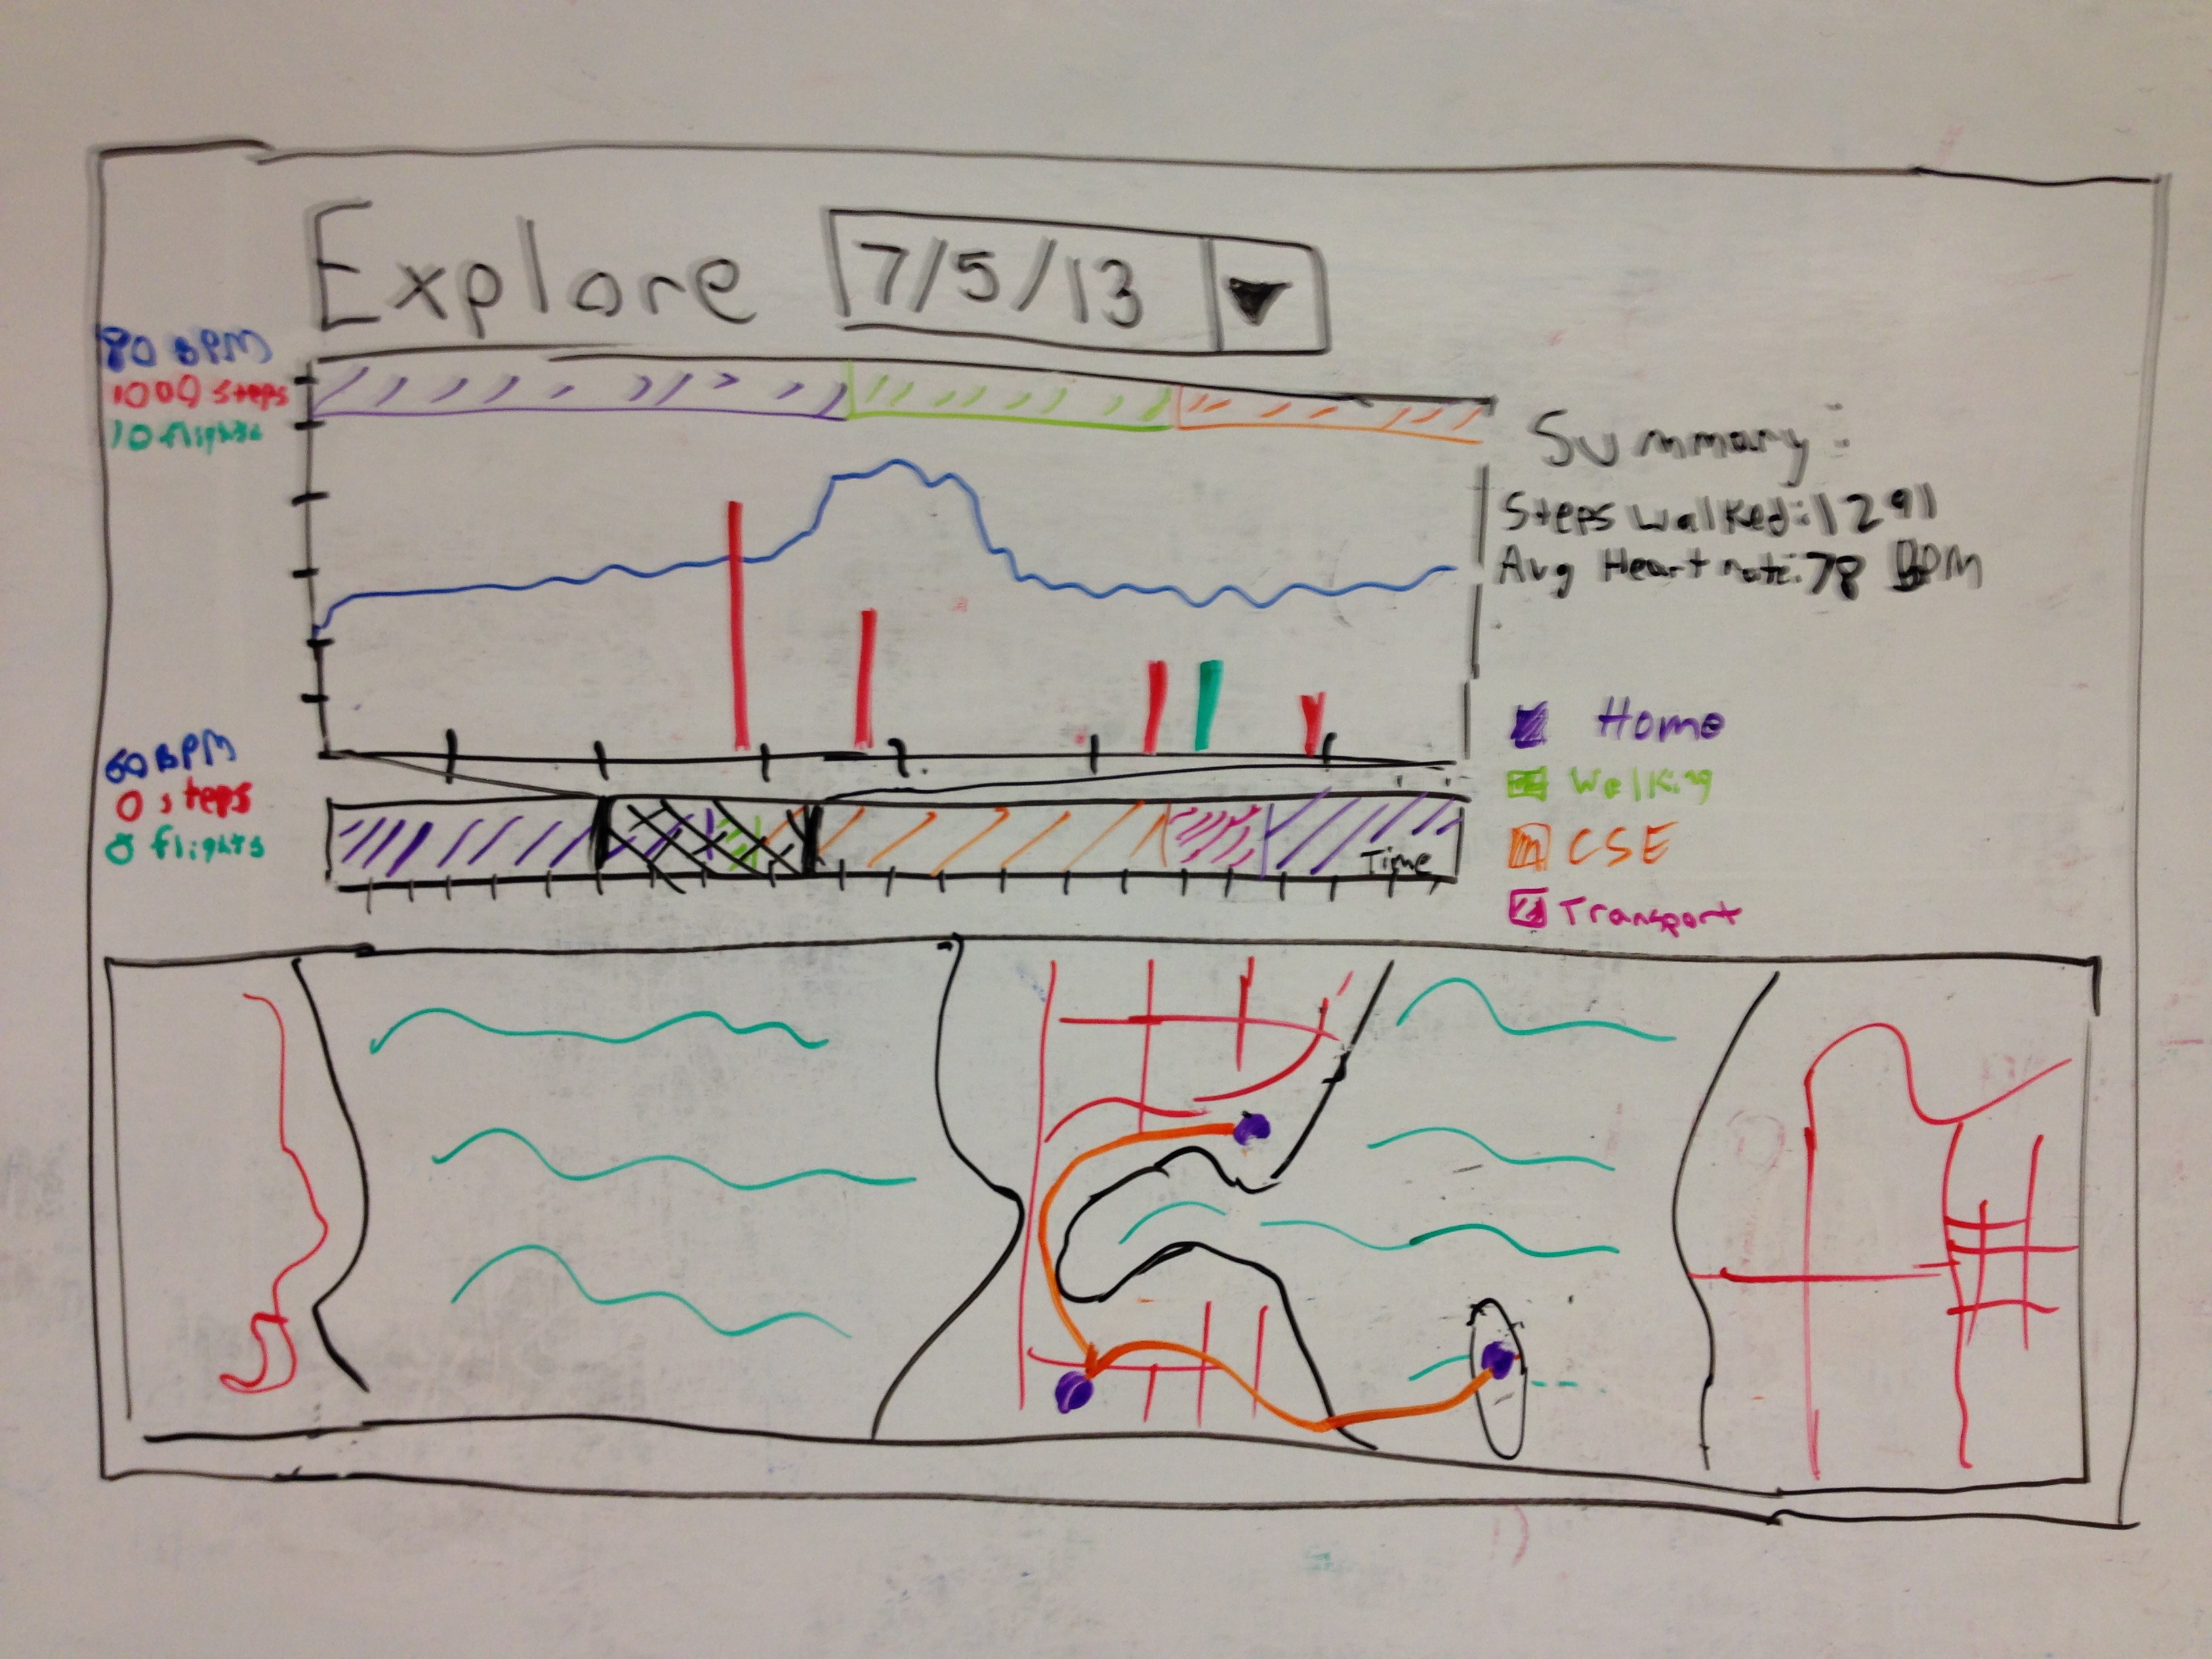 Explore 7/5/13
80 BPM
1000 steps
10 flights
Summary:
Steps walked: 1291
Avg Heart rate: 78 BPM
60 BPM
0 steps
0 flights
Home
Walking
CSE
Transport
Time